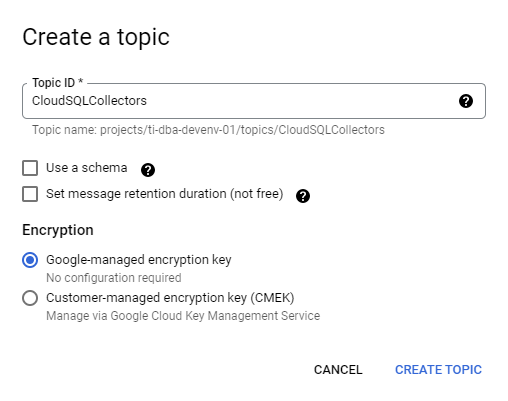 Create a topic
Topic ID *
CloudSQLCollectors
Topic name: projects/ti-dba-devenv-01/topics/CloudSQLCollectors
Use a schema
Set message retention duration (not free)
Encryption
Google-managed encryption key
No configuration required
Customer-managed encryption key (CMEK)
Manage via Google Cloud Key Management Service
CANCEL CREATE TOPIC